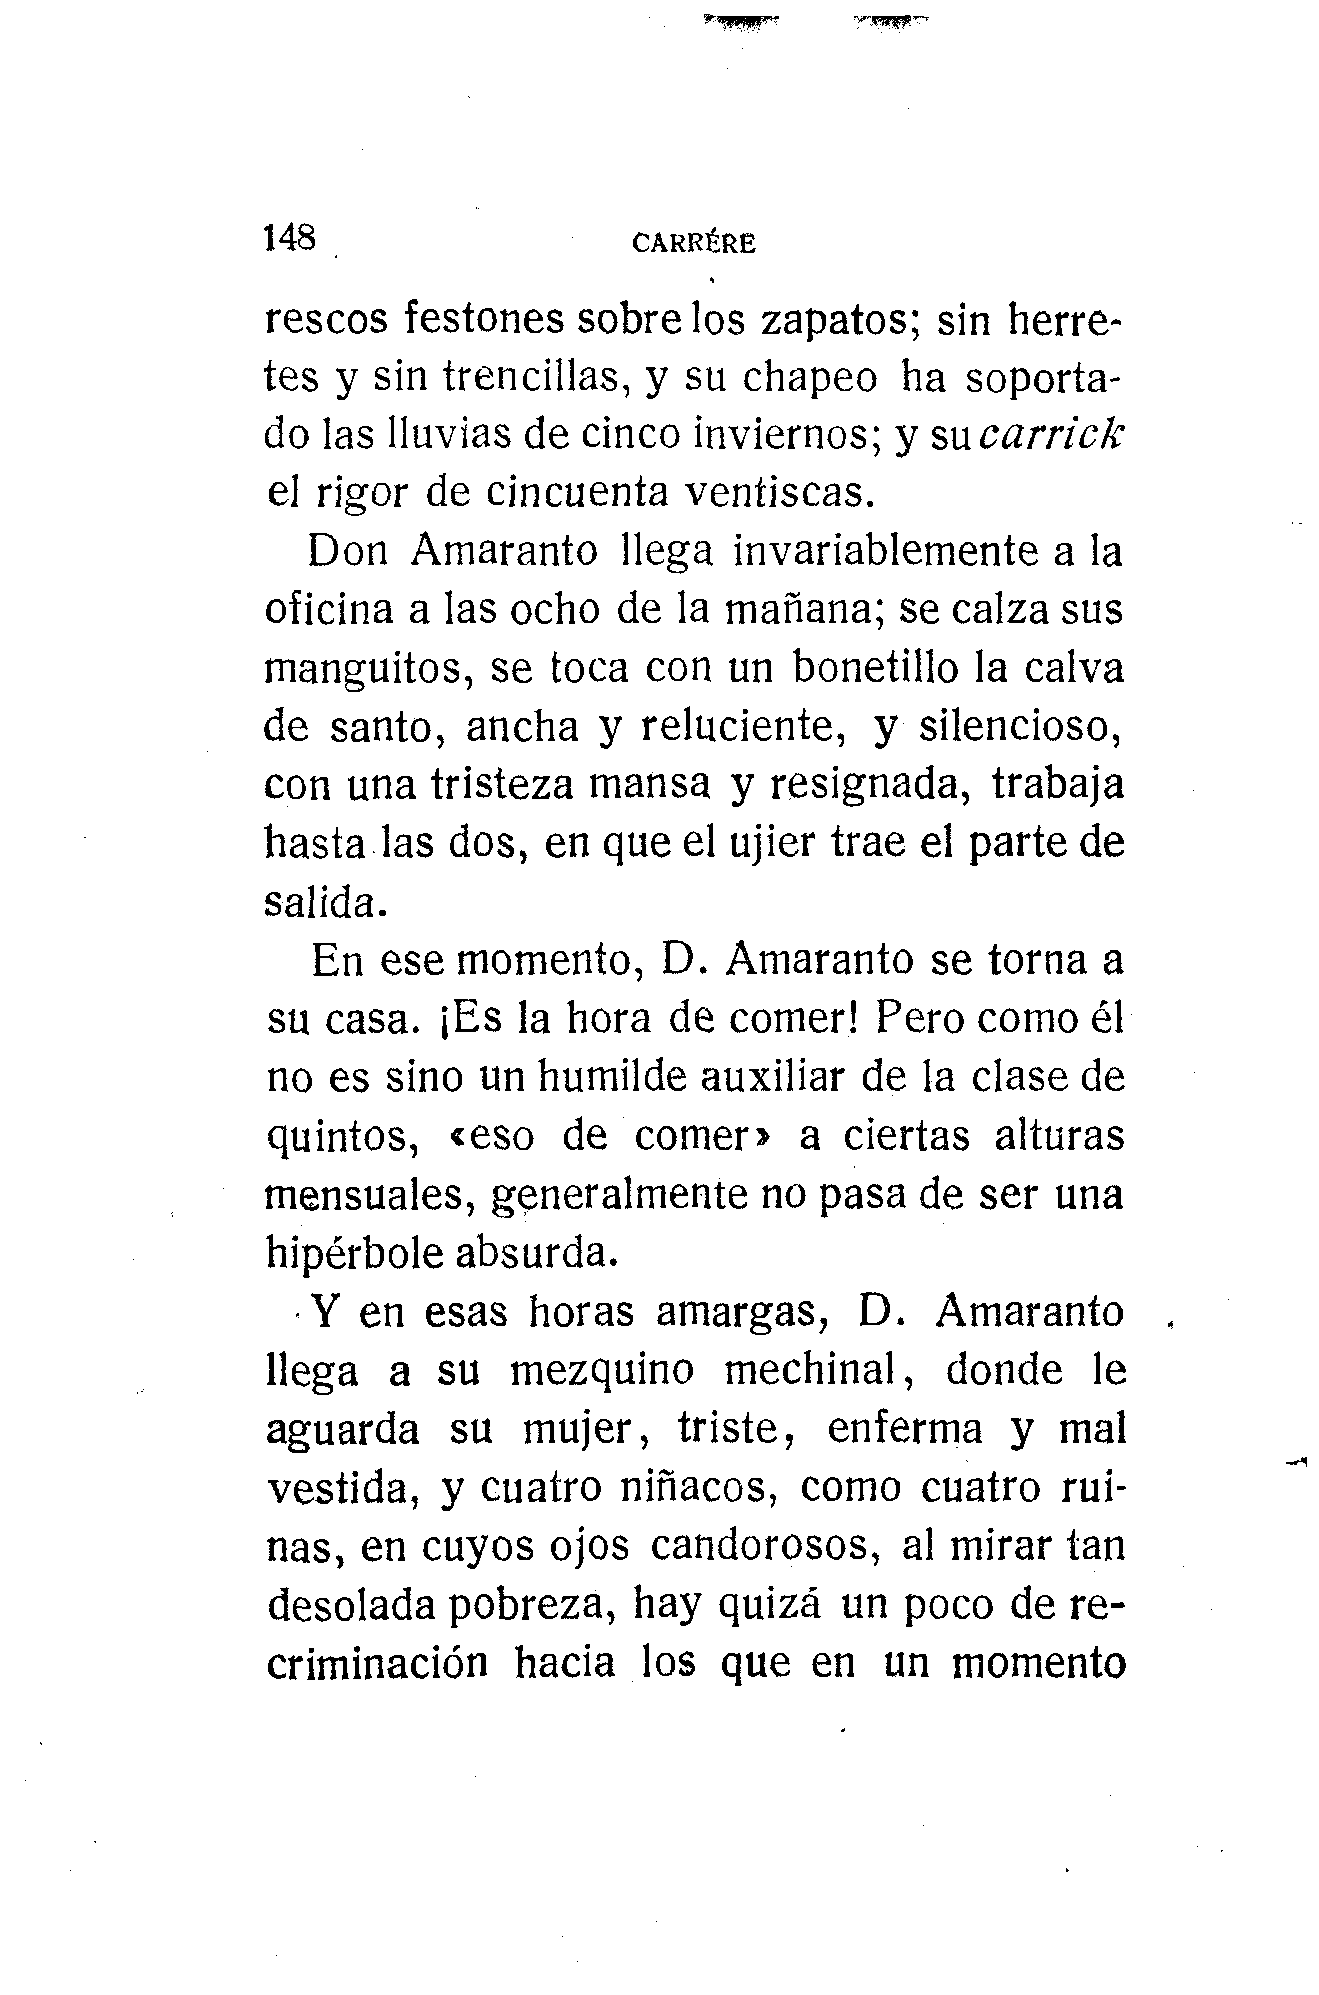 148 CARRÉRE
rescos festones sobre los zapatos; sin herre-
tes y sin trencillas, y su chapeo ha soporta-
do las lluvias de cinco inviernos; y su carrick
el rigor de cincuenta ventiscas.
Don Amaranto llega invariablemente a la
oficina a las ocho de la mañana; se calza sus
manguitos, se toca con un bonetillo la calva
de santo, ancha y reluciente, y silencioso,
con una tristeza mansa y resignada, trabaja
hasta las dos, en que el ujier trae el parte de
salida.
En ese momento, D. Amaranto se torna a
su casa. ¡Es la hora de comer! Pero como él
no es sino un humilde auxiliar de la clase de
quintos, «eso de comer» a ciertas alturas
mensuales, generalmente no pasa de ser una
hipérbole absurda.
Y en esas horas amargas, D. Amaranto
llega a su mezquino mechinal, donde le
aguarda su mujer, triste, enferma y mal
vestida, y cuatro niñacos, como cuatro rui-
nas, en cuyos ojos candorosos, al mirar tan
desolada pobreza, hay quizá un poco de re-
criminación hacia los que en un momento